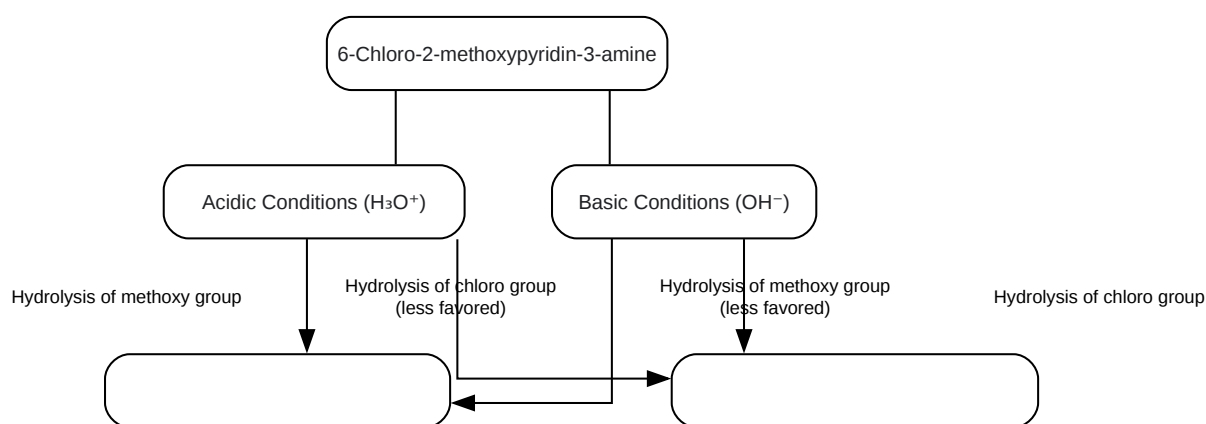 6-Chloro-2-methoxypyridin-3-amine
Acidic Conditions (H₃O⁺)
Basic Conditions (OH⁻)
Hydrolysis of methoxy group
Hydrolysis of chloro group
(less favored)
Hydrolysis of methoxy group
(less favored)
Hydrolysis of chloro group